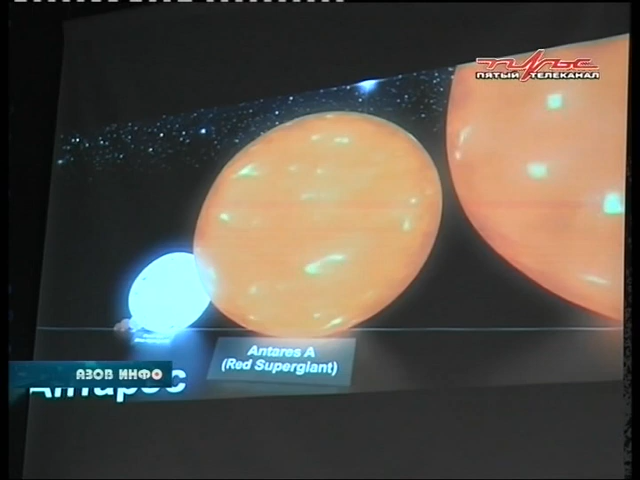 ПУЛЬС
ПЯТЫЙ ТЕЛЕКАНАЛ
Antares A
(Red Supergiant)
АЗОВ ИНФО
Антарес